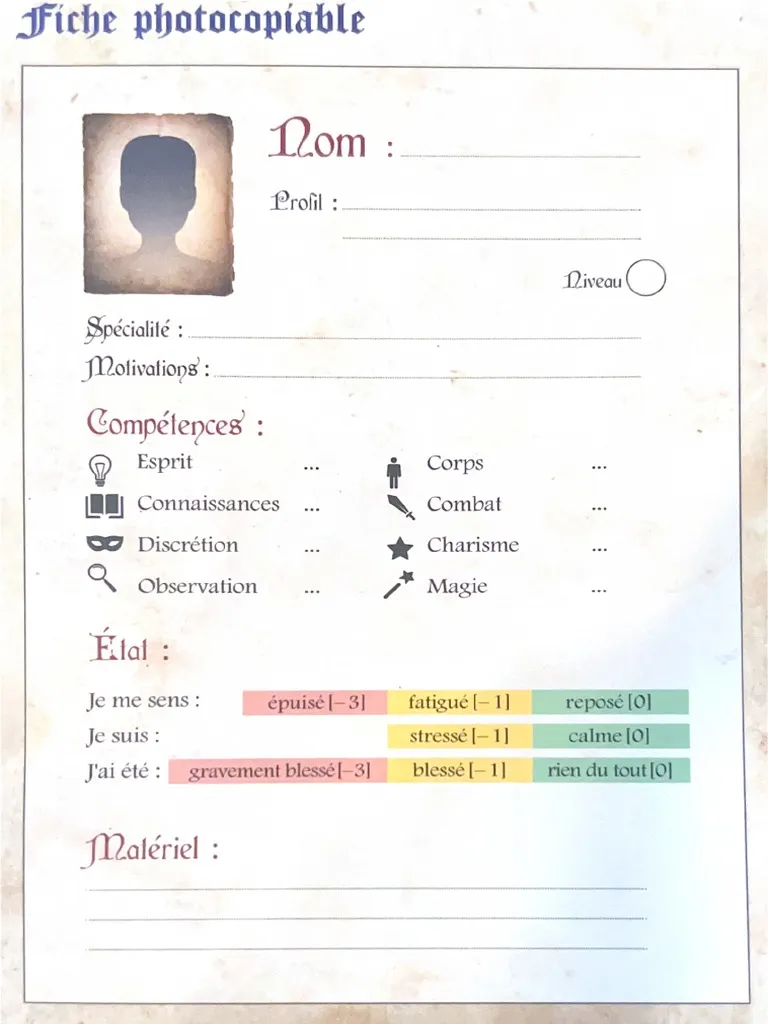 Fiche photocopiable
Nom :
Profil :
Niveau
Spécialité :
Motivations :
Compétences :
Esprit ... Corps ...
Connaissances ... Combat ...
Discrétion ... Charisme ...
Observation ... Magie ...
État :
Je me sens : épuisé [– 3] fatigué [– 1] reposé [0]
Je suis : stressé [– 1] calme [0]
J'ai été : gravement blessé [–3] blessé [– 1] rien du tout [0]
Matériel :